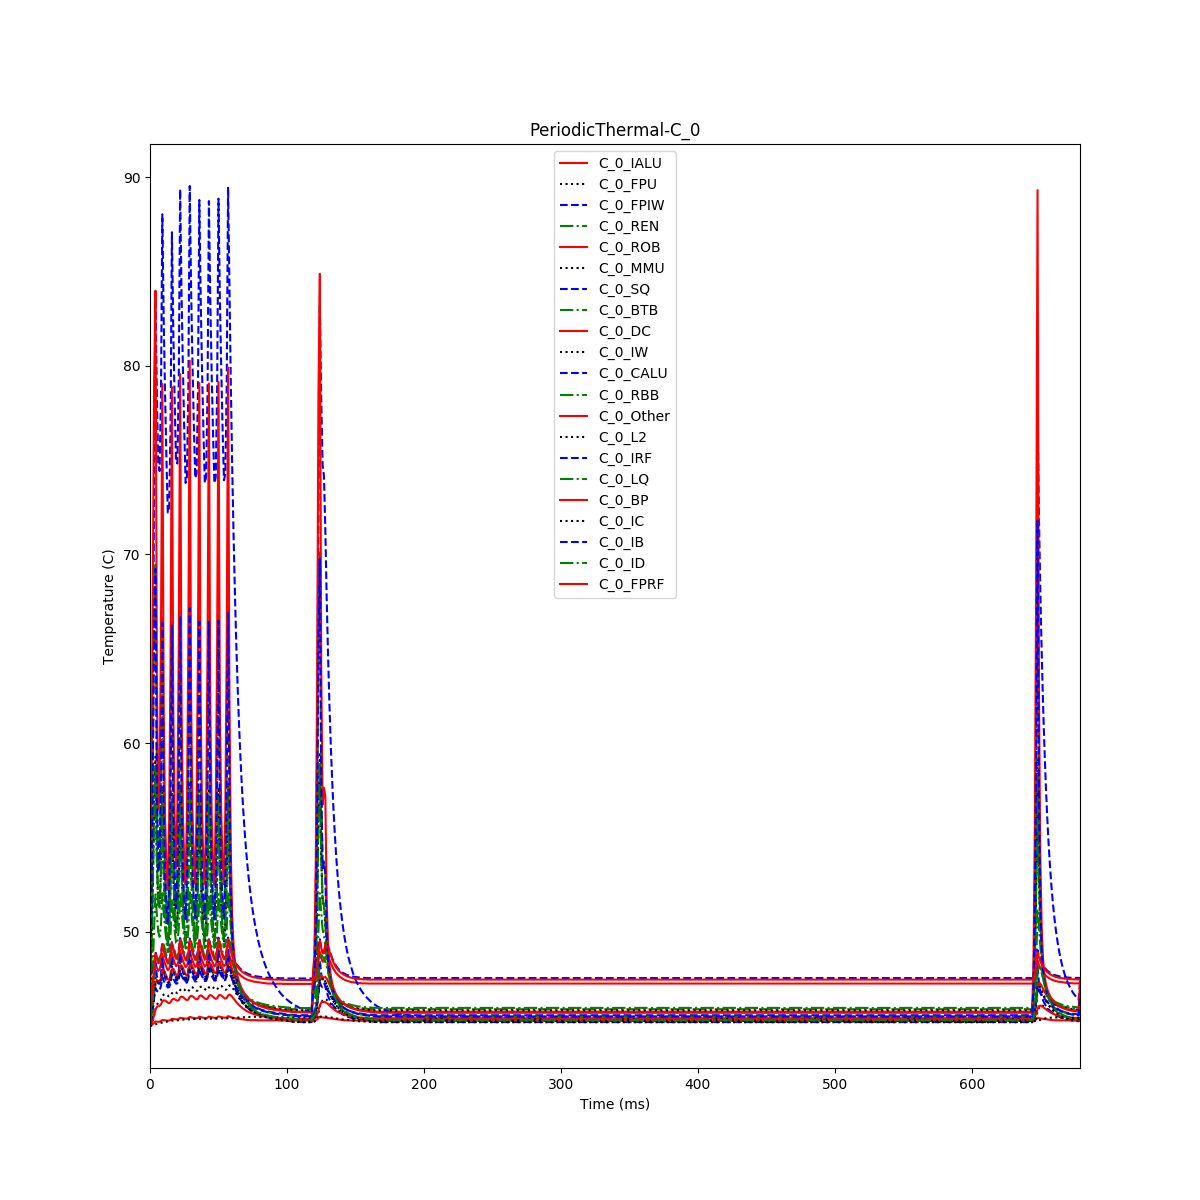 PeriodicThermal-C_0
C_0_IALU
C_0_FPU
C_0_FPIW
C_0_REN
C_0_ROB
C_0_MMU
C_0_SQ
C_0_BTB
C_0_DC
C_0_IW
C_0_CALU
C_0_RBB
C_0_Other
C_0_L2
C_0_IRF
C_0_LQ
C_0_BP
C_0_IC
C_0_IB
C_0_ID
C_0_FPRF
90
80
70
60
50
Temperature (C)
0 100 200 300 400 500 600
Time (ms)